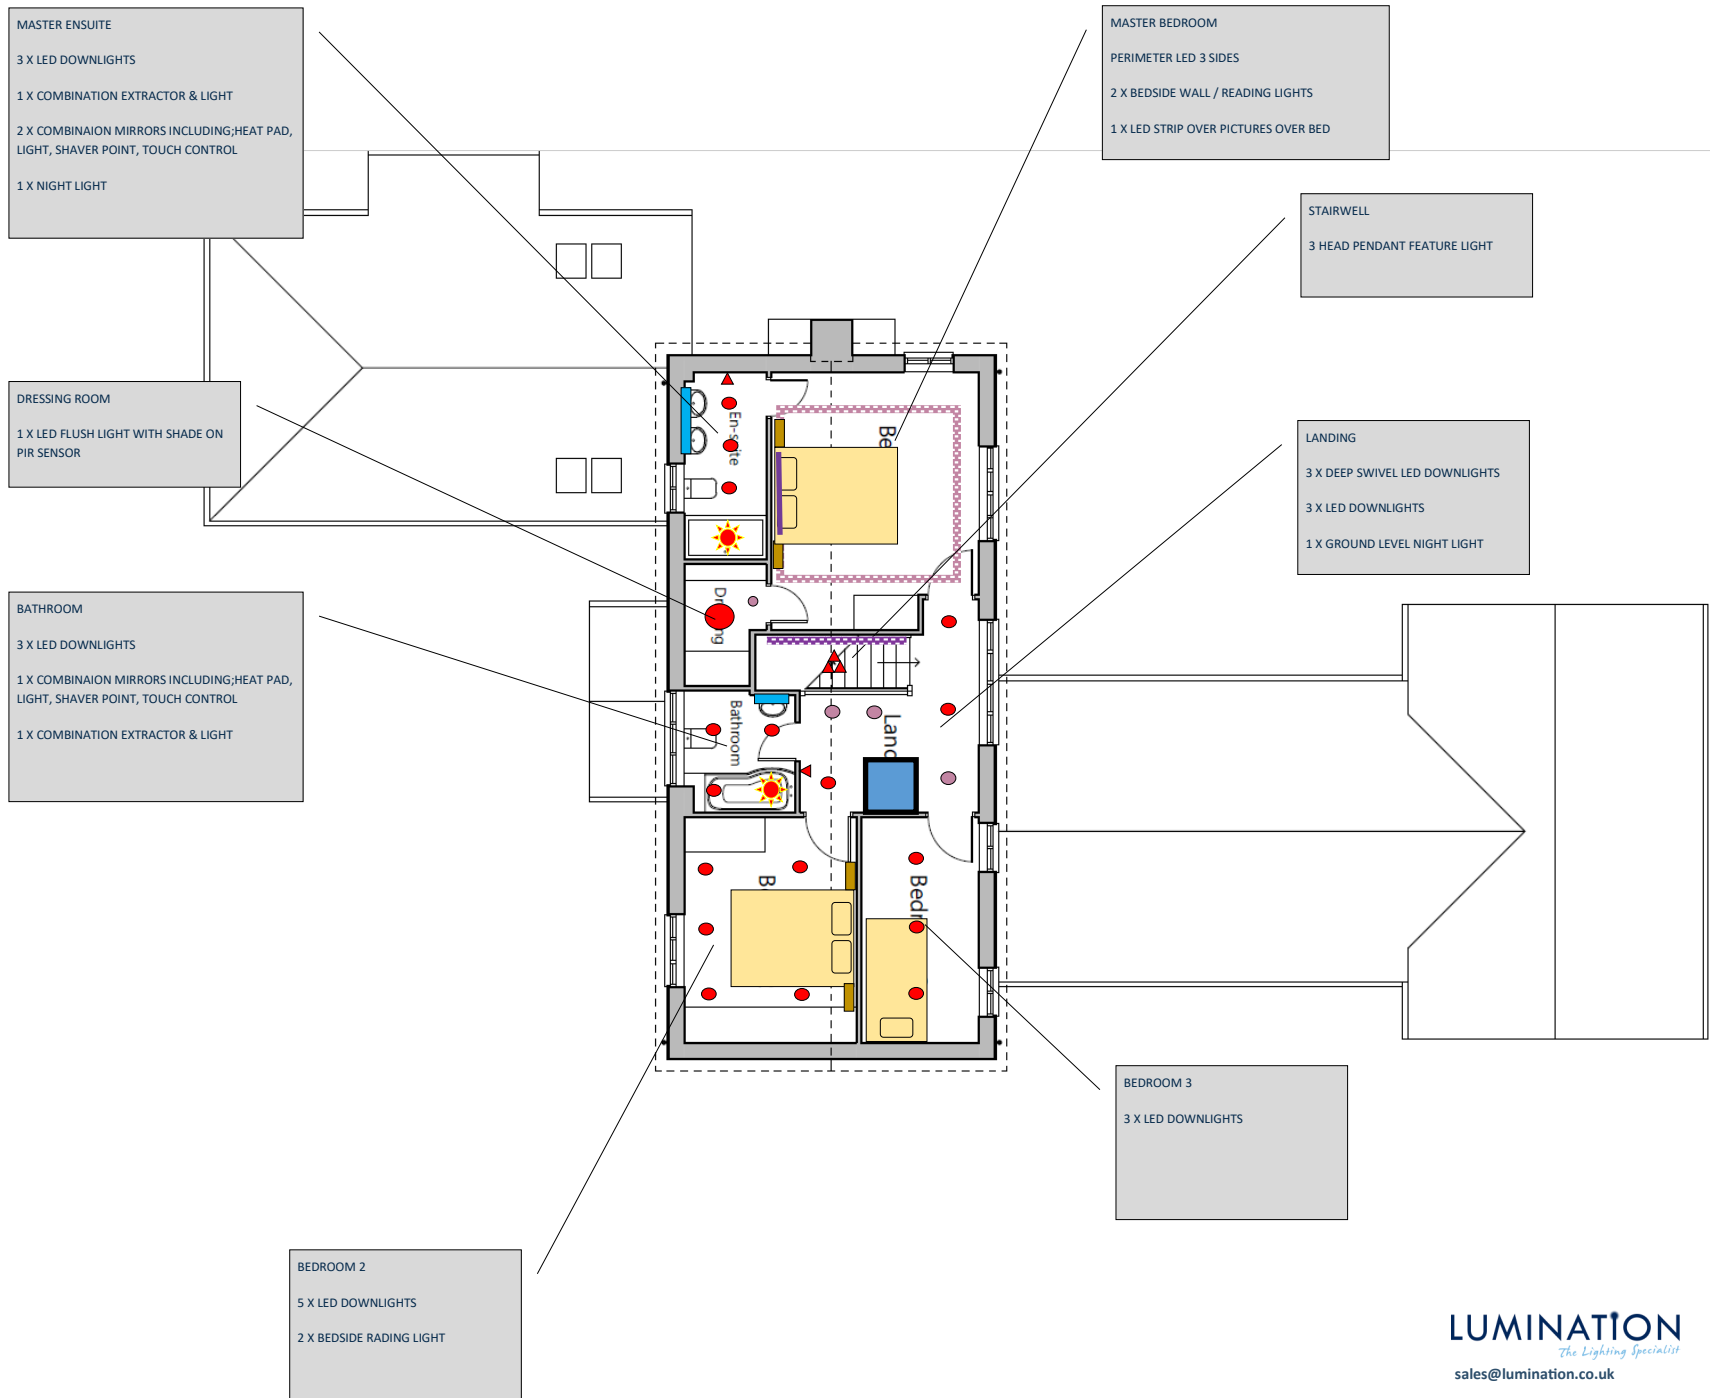 MASTER ENSUITE
3 X LED DOWNLIGHTS
1 X COMBINATION EXTRACTOR & LIGHT
2 X COMBINAION MIRRORS INCLUDING;HEAT PAD,
LIGHT, SHAVER POINT, TOUCH CONTROL
1 X NIGHT LIGHT
MASTER BEDROOM
PERIMETER LED 3 SIDES
2 X BEDSIDE WALL / READING LIGHTS
1 X LED STRIP OVER PICTURES OVER BED
STAIRWELL
3 HEAD PENDANT FEATURE LIGHT
DRESSING ROOM
1 X LED FLUSH LIGHT WITH SHADE ON
PIR SENSOR
LANDING
3 X DEEP SWIVEL LED DOWNLIGHTS
3 X LED DOWNLIGHTS
1 X GROUND LEVEL NIGHT LIGHT
BATHROOM
3 X LED DOWNLIGHTS
1 X COMBINAION MIRRORS INCLUDING;HEAT PAD,
LIGHT, SHAVER POINT, TOUCH CONTROL
1 X COMBINATION EXTRACTOR & LIGHT
Bathroom
BEDROOM 3
3 X LED DOWNLIGHTS
BEDROOM 2
5 X LED DOWNLIGHTS
2 X BEDSIDE RADING LIGHT
LUMINATION
The Lighting Specialist
sales@lumination.co.uk